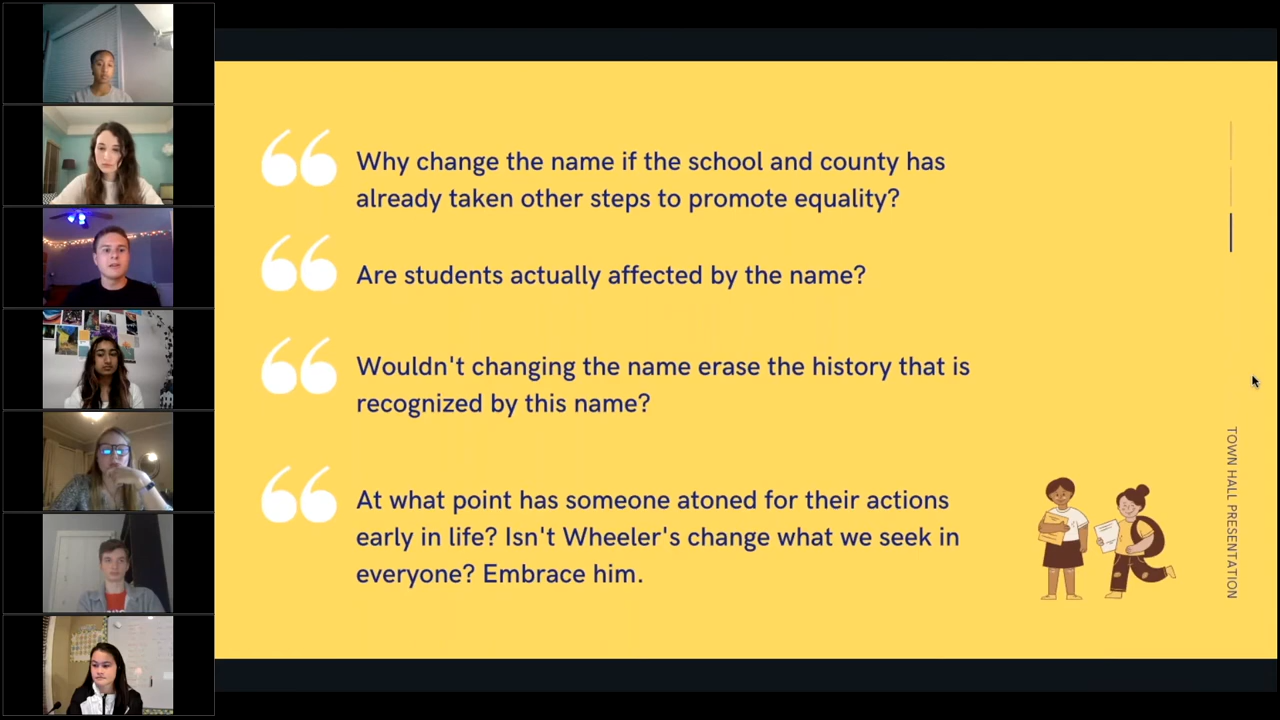 Why change the name if the school and county has
already taken other steps to promote equality?
Are students actually affected by the name?
Wouldn't changing the name erase the history that is
recognized by this name?
At what point has someone atoned for their actions
early in life? Isn't Wheeler's change what we seek in
everyone? Embrace him.
TOWN HALL PRESENTATION